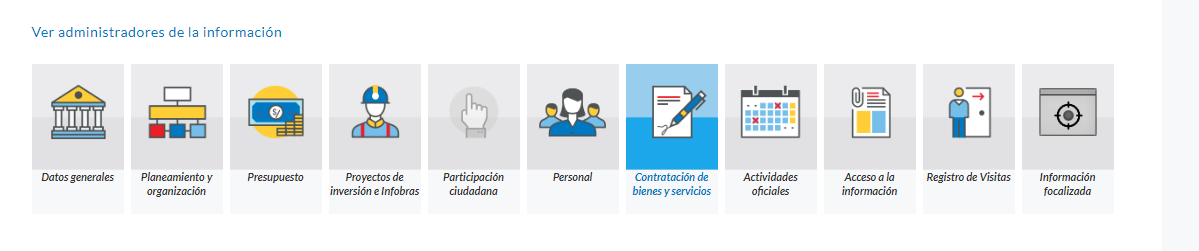 Ver administradores de la información
S/
Datos generales
Planeamiento y
organización
Presupuesto
Proyectos de
inversión e Infobras
Participación
ciudadana
Personal
Contratación de
bienes y servicios
Actividades
oficiales
Acceso a la
información
Registro de Visitas
Información
focalizada